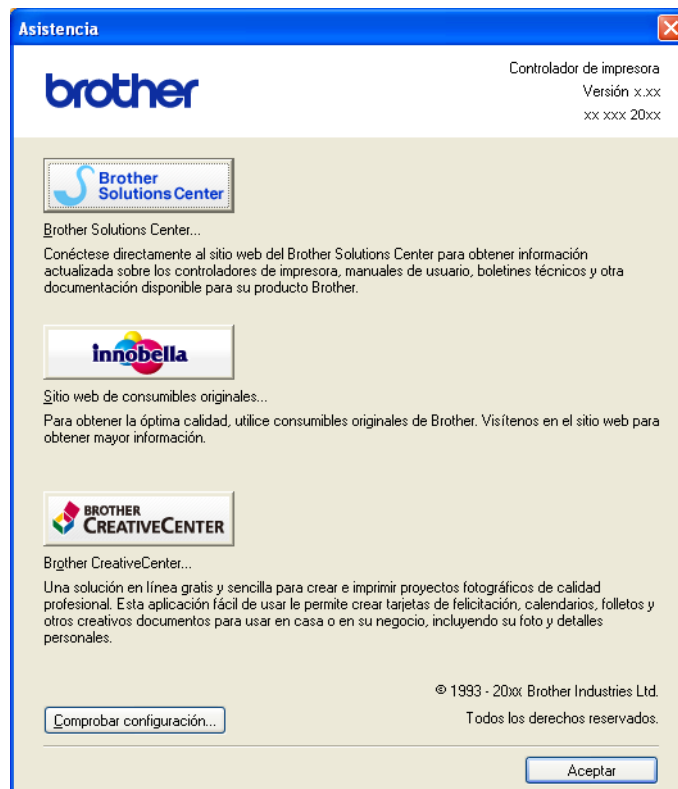 Asistencia
brother
Controlador de impresora
Versión x.xx
xx xxx 20xx
Brother
Solutions Center
Brother Solutions Center...
Conéctese directamente al sitio web del Brother Solutions Center para obtener información
actualizada sobre los controladores de impresora, manuales de usuario, boletines técnicos y otra
documentación disponible para su producto Brother.
innobella
Sitio web de consumibles originales...
Para obtener la óptima calidad, utilice consumibles originales de Brother. Visítenos en el sitio web para
obtener mayor información.
BROTHER
CREATIVECENTER
Brother CreativeCenter...
Una solución en línea gratis y sencilla para crear e imprimir proyectos fotográficos de calidad
profesional. Esta aplicación fácil de usar le permite crear tarjetas de felicitación, calendarios, folletos y
otros creativos documentos para usar en casa o en su negocio, incluyendo su foto y detalles
personales.
© 1993 - 20xx Brother Industries Ltd.
Comprobar configuración...
Todos los derechos reservados.
Aceptar